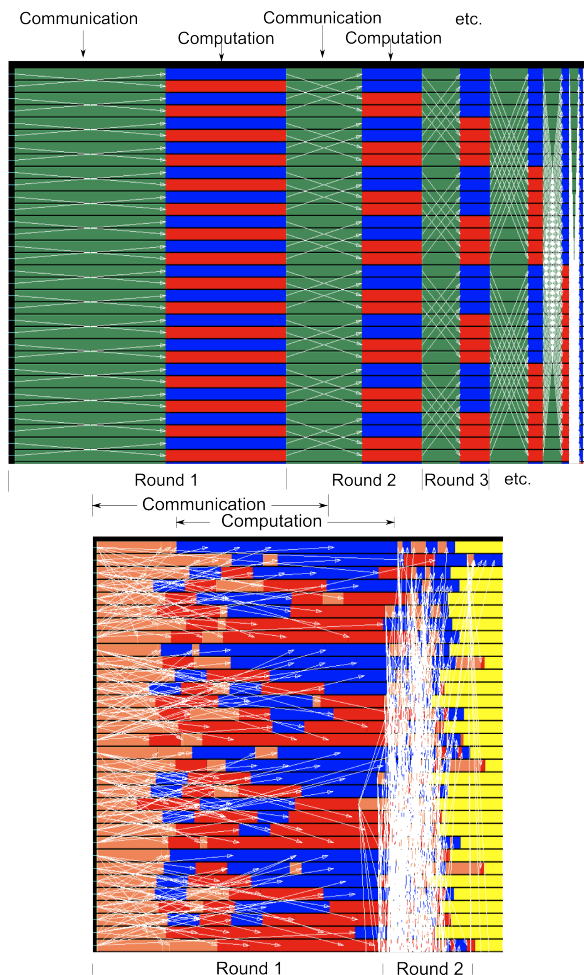 Communication Communication etc.
Computation Computation
Round 1 Round 2 Round 3 etc.
Communication
Computation
Round 1 Round 2